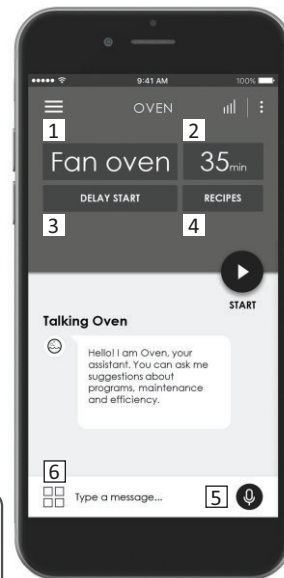 9:41 AM 100%
OVEN
1 2
Fan oven 35min
DELAY START RECIPES
3 4
START
Talking Oven
Hello! I am Oven, your
assistant. You can ask me
suggestions about
programs, maintenance
and efficiency.
6
Type a message... 5